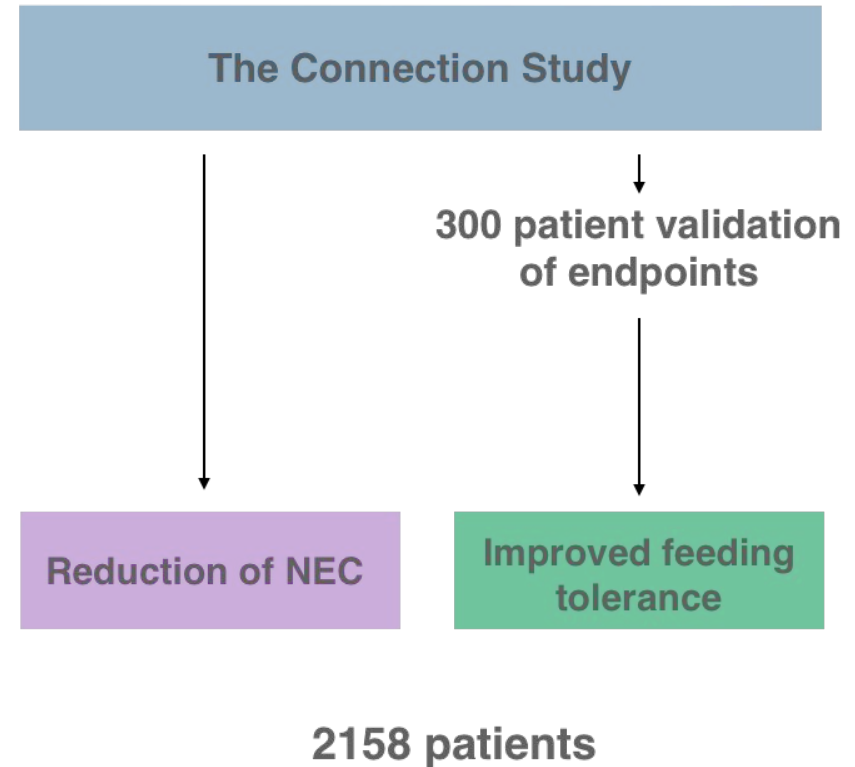 The Connection Study
300 patient validation
of endpoints
Reduction of NEC
Improved feeding
tolerance
2158 patients